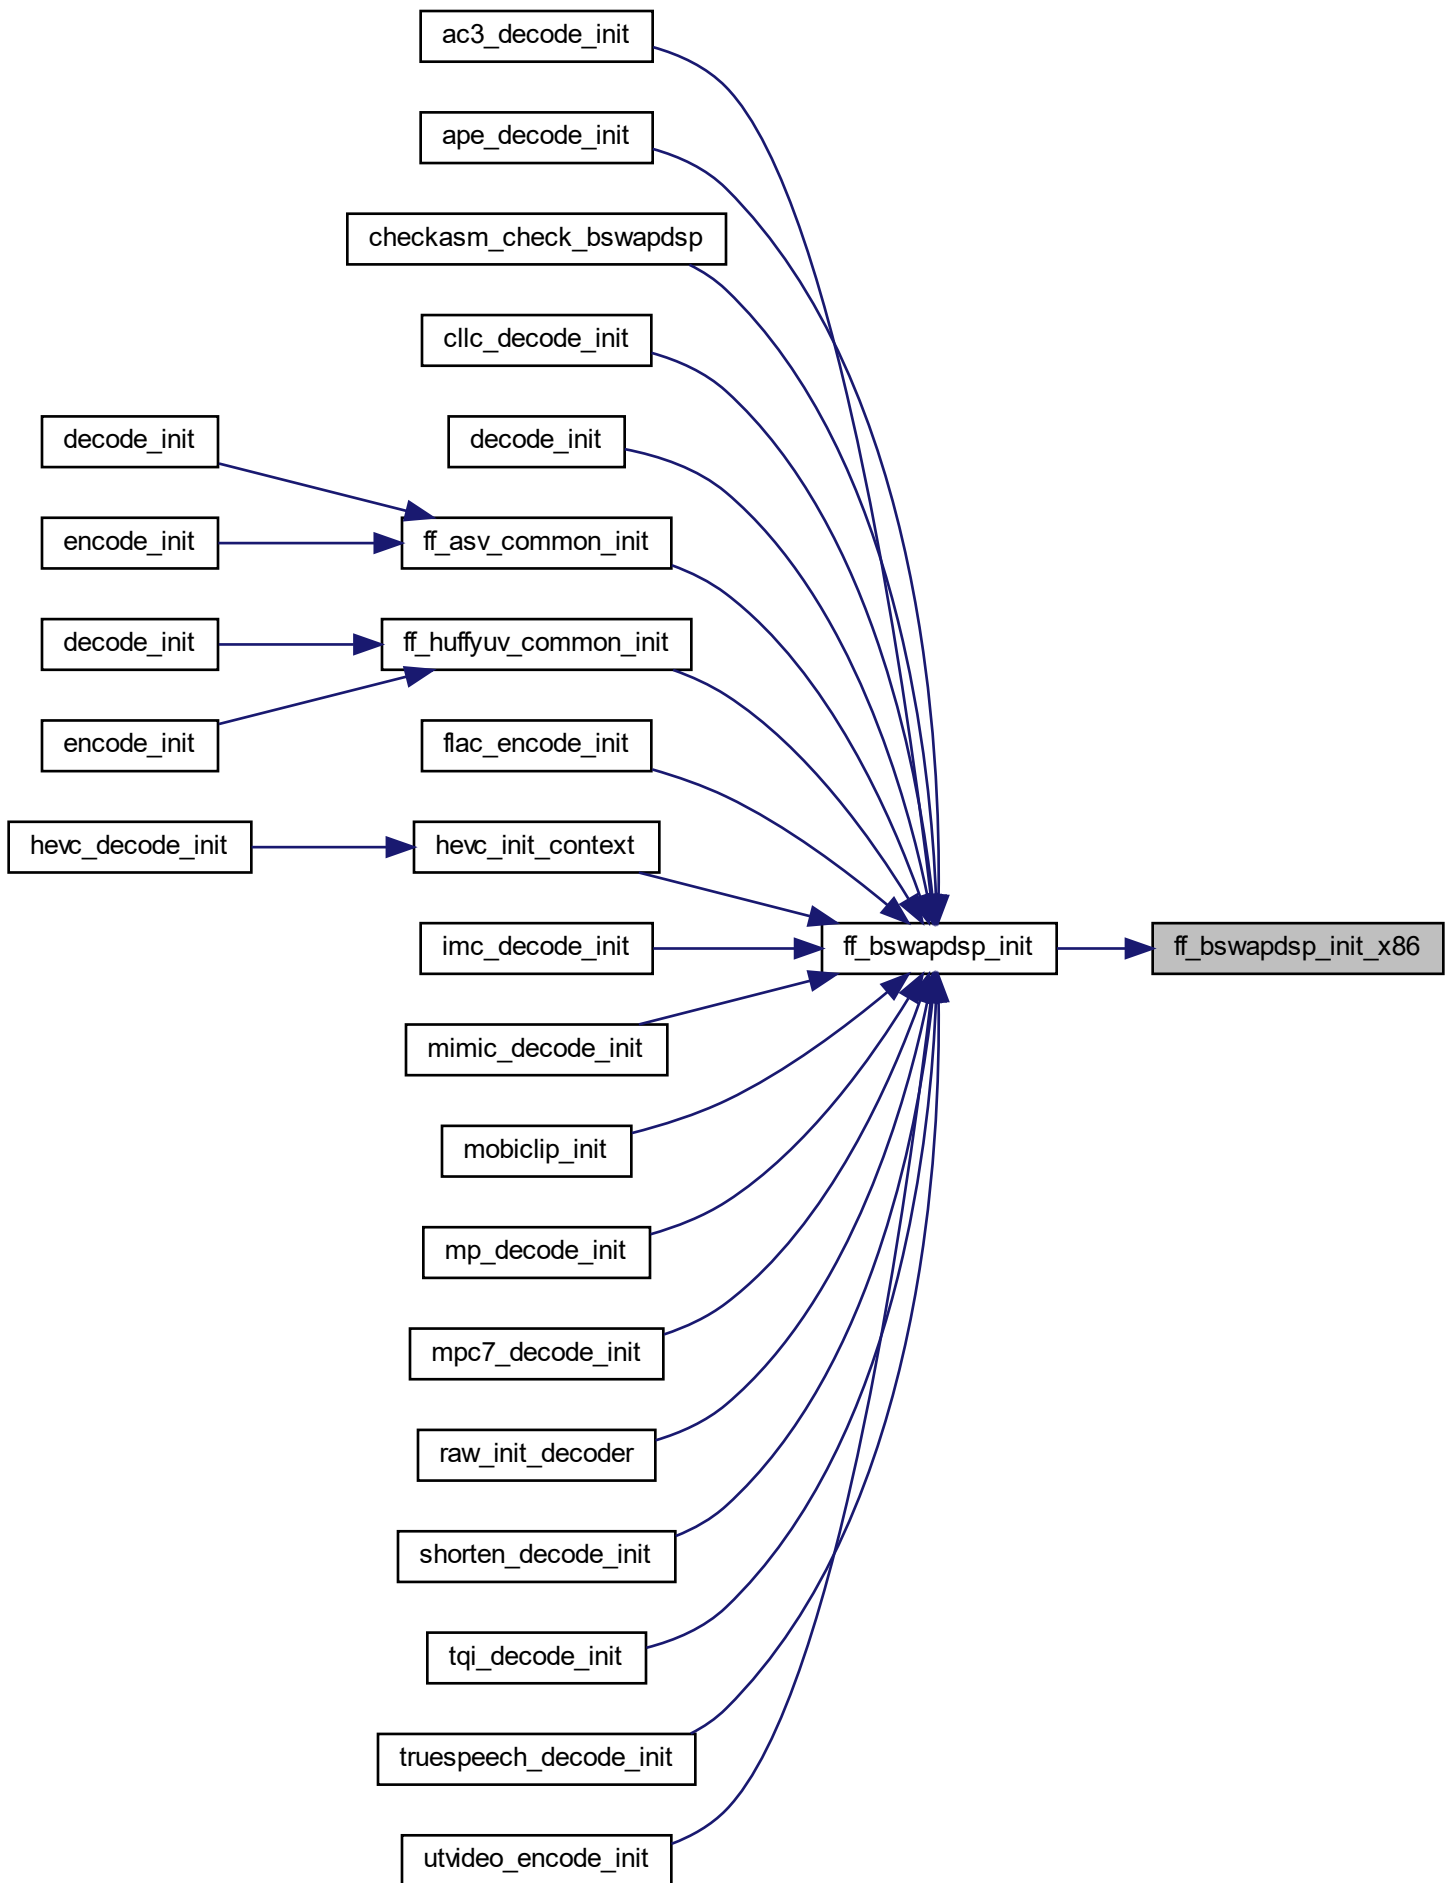 ac3_decode_init
ape_decode_init
checkasm_check_bswapdsp
cllc_decode_init
decode_init
decode_init
encode_init
ff_asv_common_init
decode_init
ff_huffyuv_common_init
encode_init
flac_encode_init
hevc_decode_init
hevc_init_context
imc_decode_init
ff_bswapdsp_init
ff_bswapdsp_init_x86
mimic_decode_init
mobiclip_init
mp_decode_init
mpc7_decode_init
raw_init_decoder
shorten_decode_init
tqi_decode_init
truespeech_decode_init
utvideo_encode_init